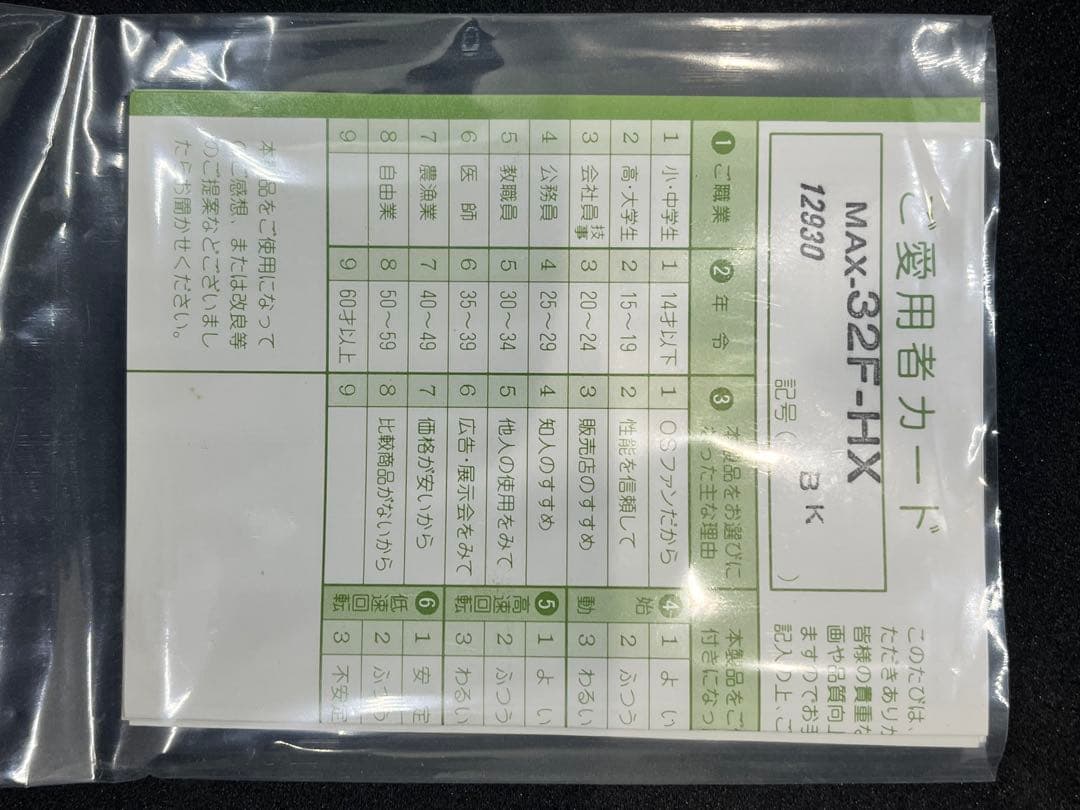 ご愛用者カード
MAX-32F-HX
12930
記号( BK )
このたびは、
ただきありが
皆様の貴重な
画や品質向上
ますのでお手
記入の上、こ
❶ ご職業
1 小・中学生
2 高・大学生
3 会社員 技 事
4 公務員
5 教職員
6 医師
7 農漁業
8 自由業
9
❷ 年令
1 14才以下
2 15〜19
3 20〜24
4 25〜29
5 30〜34
6 35〜39
7 40〜49
8 50〜59
9 60才以上
❸ 本製品をお選びに
なった主な理由
1 OSファンだから
2 性能を信頼して
3 販売店のすすめ
4 知人のすすめ
5 他人の使用をみて
6 広告・展示会をみて
7 価格が安いから
8 比較商品がないから
9
本製品をご
付きになっ
❹ 始動
1 よい
2 ふつう
3 わるい
❺ 高速回転
1 よい
2 ふつう
3 わるい
❻ 低速回転
1 安定
2 ふつう
3 不安定
本製品をご使用になって
のご感想、または改良等
のご提案などございまし
たらお聞かせください。